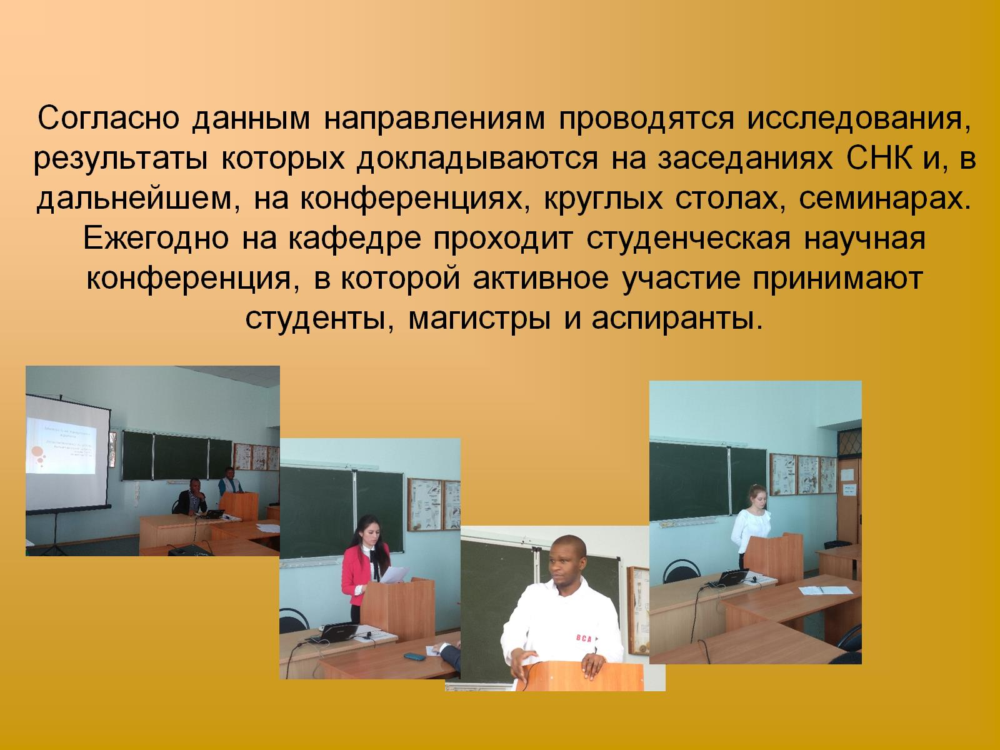 Согласно данным направлениям проводятся исследования,
результаты которых докладываются на заседаниях СНК и, в
дальнейшем, на конференциях, круглых столах, семинарах.
Ежегодно на кафедре проходит студенческая научная
конференция, в которой активное участие принимают
студенты, магистры и аспиранты.
ВСА